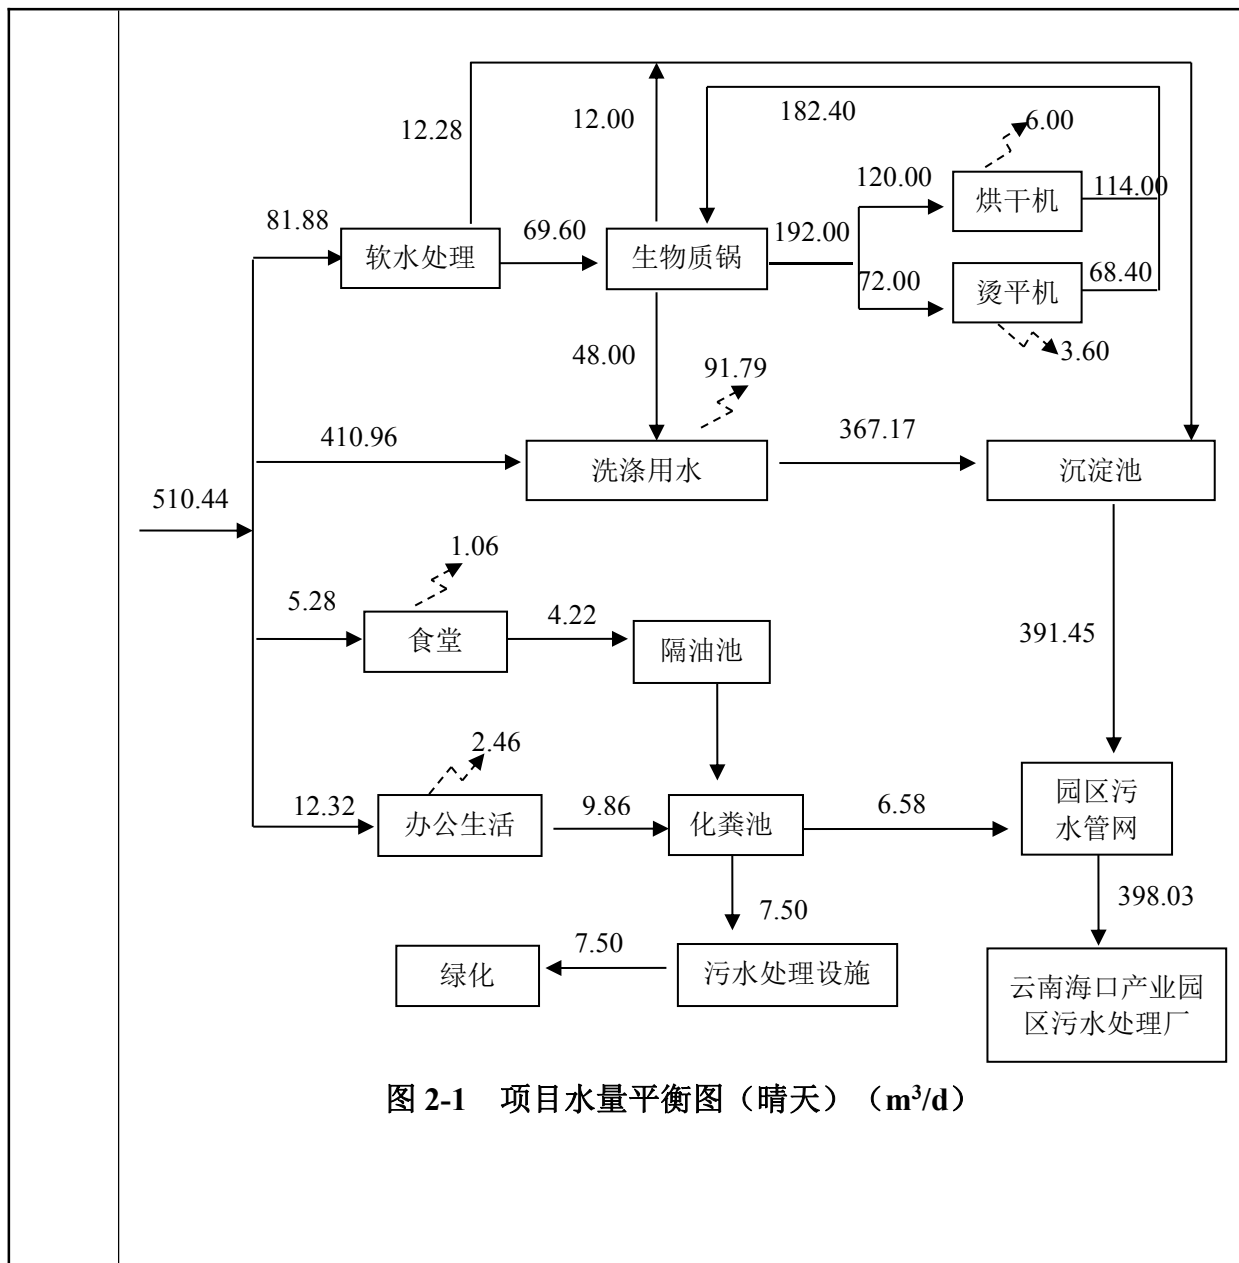 12.28
12.00
182.40
6.00
120.00
烘干机
114.00
81.88
软水处理
69.60
生物质锅
192.00
72.00
烫平机
68.40
3.60
48.00
91.79
410.96
洗涤用水
367.17
沉淀池
510.44
1.06
5.28
食堂
4.22
隔油池
391.45
2.46
12.32
办公生活
9.86
化粪池
6.58
园区污
水管网
7.50
398.03
绿化
7.50
污水处理设施
云南海口产业园
区污水处理厂
图 2-1 项目水量平衡图（晴天）（m³/d）